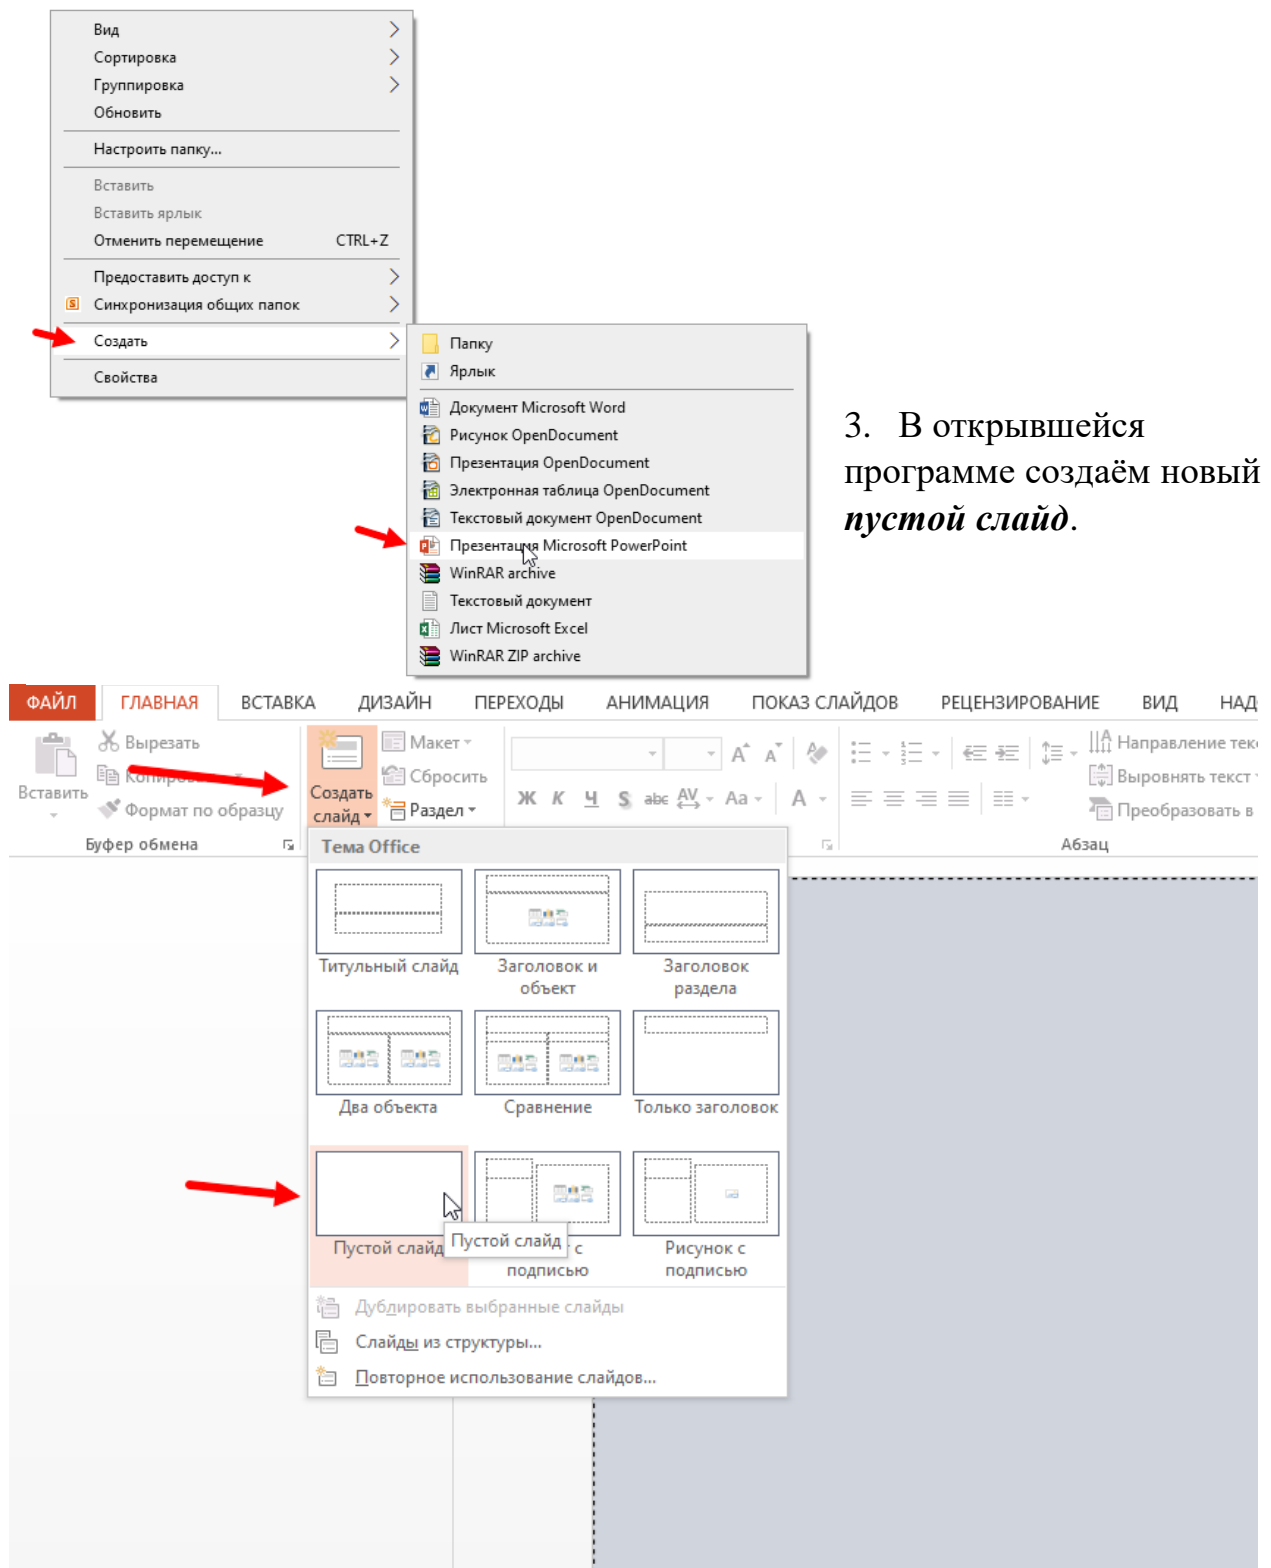 Вид
Сортировка
Группировка
Обновить
Настроить папку...
Вставить
Вставить ярлык
Отменить перемещение CTRL+Z
Предоставить доступ к
Синхронизация общих папок
Создать
Свойства
Папку
Ярлык
Документ Microsoft Word
Рисунок OpenDocument
Презентация OpenDocument
Электронная таблица OpenDocument
Текстовый документ OpenDocument
Презентация Microsoft PowerPoint
WinRAR archive
Текстовый документ
Лист Microsoft Excel
WinRAR ZIP archive
3. В открывшейся
программе создаём новый
пустой слайд.
ФАЙЛ ГЛАВНАЯ ВСТАВКА ДИЗАЙН ПЕРЕХОДЫ АНИМАЦИЯ ПОКАЗ СЛАЙДОВ РЕЦЕНЗИРОВАНИЕ ВИД НАД
Вставить
Вырезать
Формат по образцу
Буфер обмена
Создать
слайд
Макет
Сбросить
Раздел
Ж К Ч S abc AV Aa A
Направление тек
Выровнять текст
Преобразовать в
Абзац
Тема Office
Титульный слайд
Заголовок и
объект
Заголовок
раздела
Два объекта
Сравнение
Только заголовок
Пустой слайд
Пустой слайд
с
подписью
Рисунок с
подписью
Дублировать выбранные слайды
Слайды из структуры...
Повторное использование слайдов...